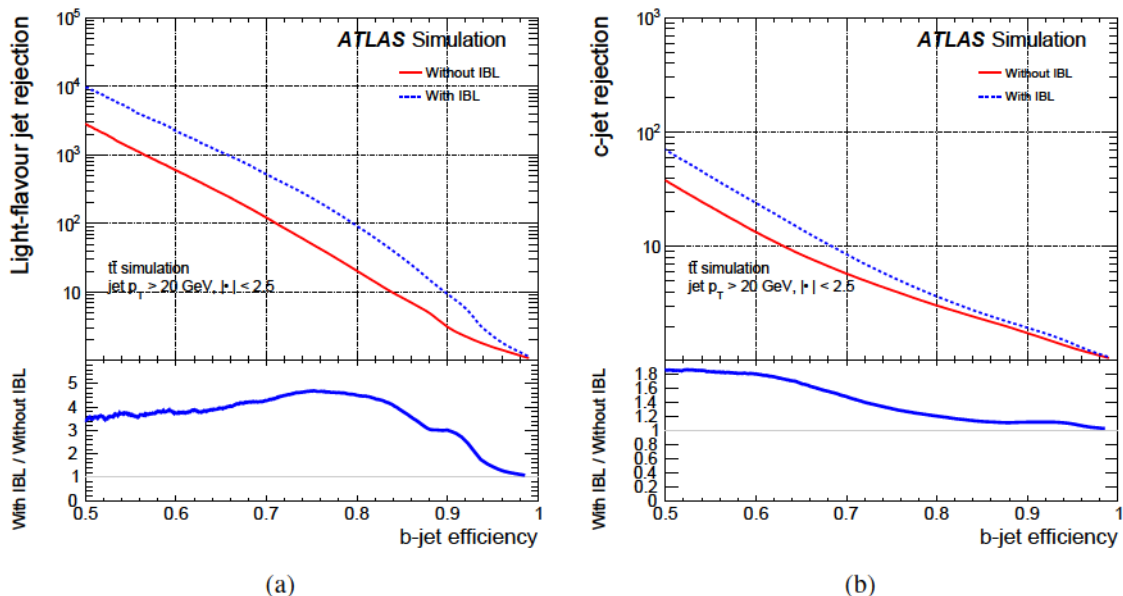 ATLAS Simulation
Without IBL
With IBL
tt̄ simulation
jet p_T > 20 GeV, |•| < 2.5
Light-flavour jet rejection
10^5
10^4
10^3
10^2
10
With IBL / Without IBL
5
4
3
2
1
0
0.5 0.6 0.7 0.8 0.9 1
b-jet efficiency
(a)
ATLAS Simulation
Without IBL
With IBL
tt̄ simulation
jet p_T > 20 GeV, |•| < 2.5
c-jet rejection
10^3
10^2
10
With IBL / Without IBL
1.8
1.6
1.4
1.2
1
0.8
0.6
0.4
0.2
0
0.5 0.6 0.7 0.8 0.9 1
b-jet efficiency
(b)